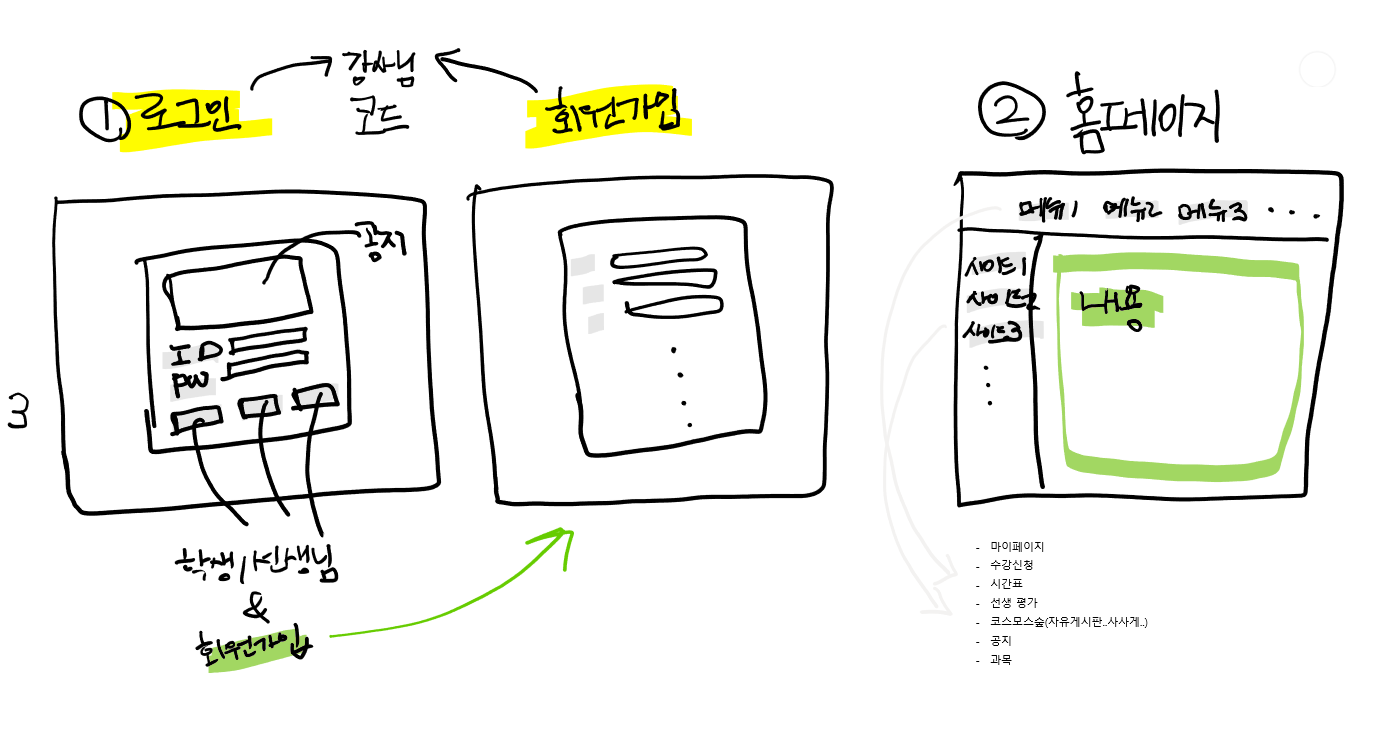 강사님
코드
① 로그인
회원가입
② 홈페이지
공지
ID
PW
학생/선생님
&
회원가입
메뉴1 메뉴2 메뉴3 ...
사이드1
사이드2
사이드3
내용
- 마이페이지
- 수강신청
- 시간표
- 선생 평가
- 코스모스숲(자유게시판..사사게..)
- 공지
- 과목